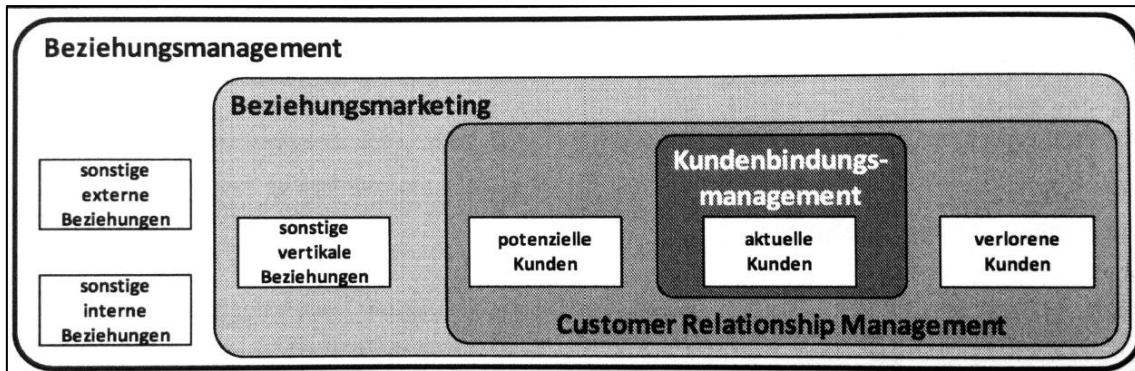 Beziehungsmanagement
Beziehungsmarketing
sonstige
externe
Beziehungen
sonstige
interne
Beziehungen
sonstige
vertikale
Beziehungen
potenzielle
Kunden
Kundenbindungs-
management
aktuelle
Kunden
verlorene
Kunden
Customer Relationship Management